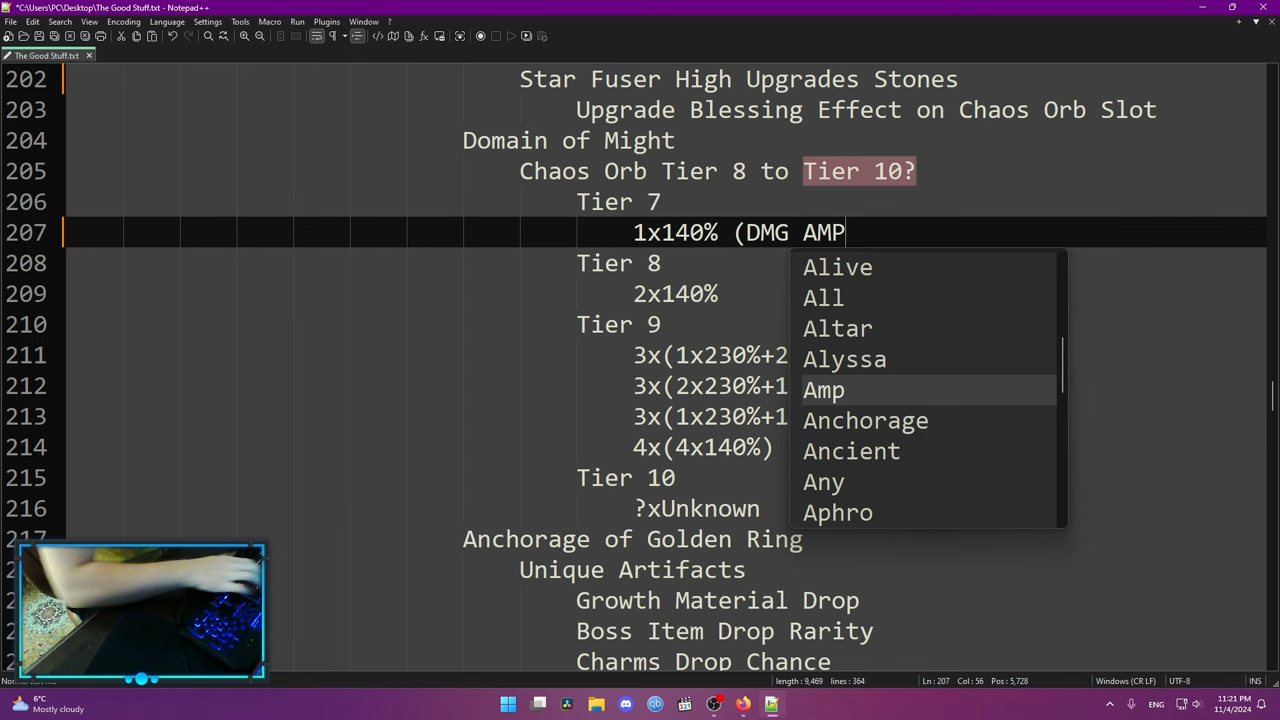 *C:\Users\PC\Desktop\The Good Stuff.txt - Notepad++
File Edit Search View Encoding Language Settings Tools Macro Run Plugins Window ?
The Good Stuff.txt
202 Star Fuser High Upgrades Stones
203 Upgrade Blessing Effect on Chaos Orb Slot
204 Domain of Might
205 Chaos Orb Tier 8 to Tier 10?
206 Tier 7
207 1x140% (DMG AMP
208 Tier 8
209 2x140%
210 Tier 9
211 3x(1x230%+2
212 3x(2x230%+1
213 3x(1x230%+1
214 4x(4x140%)
215 Tier 10
216 ?xUnknown
217 Anchorage of Golden Ring
Unique Artifacts
Growth Material Drop
Boss Item Drop Rarity
Charms Drop Chance
Alive
All
Altar
Alyssa
Amp
Anchorage
Ancient
Any
Aphro
length : 9,469 lines : 364
Ln : 207 Col : 56 Pos : 5,728
Windows (CR LF)
UTF-8
INS
6°C
Mostly cloudy
ENG
11:21 PM
11/4/2024